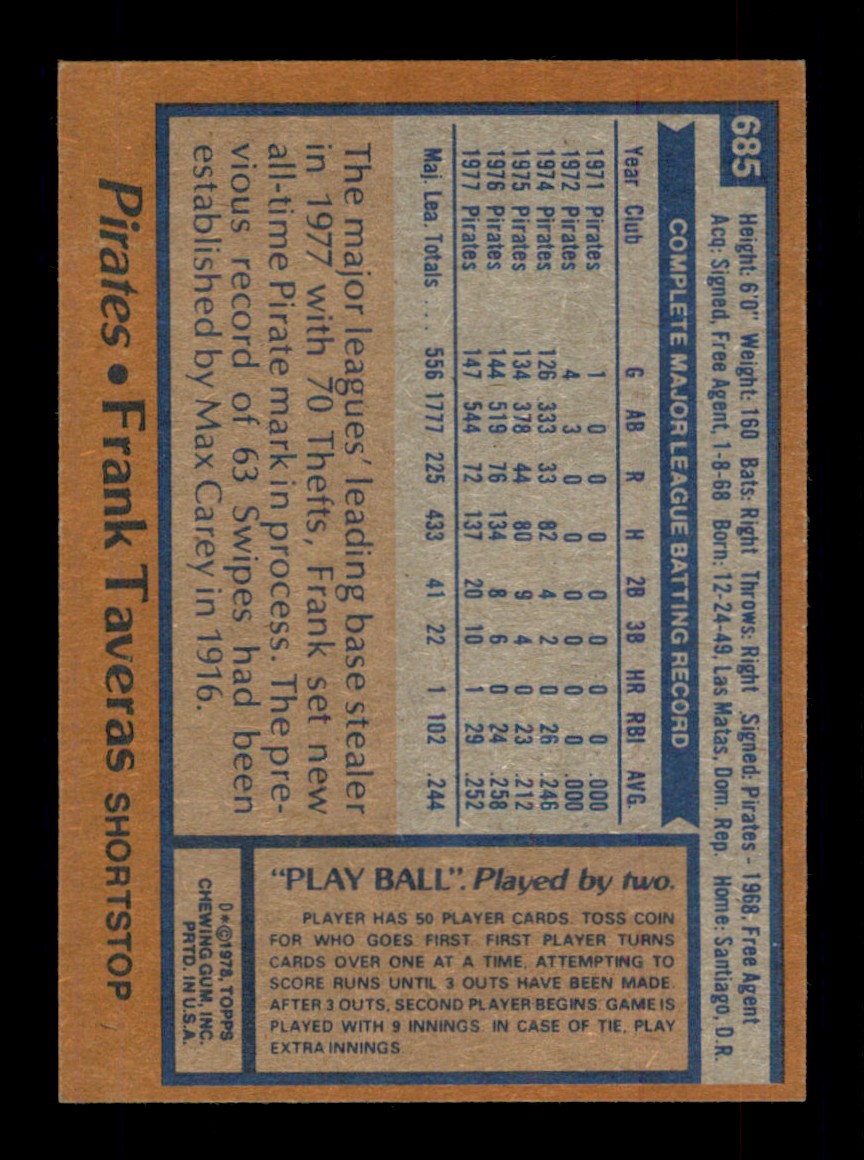 685
Height: 6'0" Weight: 160 Bats: Right Throws: Right Signed: Pirates - 1968. Free Agent
Acq: Signed, Free Agent, 1-8-68 Born: 12-24-49, Las Matas, Dom. Rep. Home: Santiago, D.R.
COMPLETE MAJOR LEAGUE BATTING RECORD
Year Club G AB R H 2B 3B HR RBI AVG.
1971 Pirates 1 0 0 0 0 0 0 0 .000
1972 Pirates 4 3 0 0 0 0 0 0 .000
1974 Pirates 126 333 33 82 4 2 0 26 .246
1975 Pirates 134 378 44 80 9 4 0 23 .212
1976 Pirates 144 519 76 134 8 6 0 24 .258
1977 Pirates 147 544 72 137 20 10 1 29 .252
Maj. Lea. Totals ... 556 1777 225 433 41 22 1 102 .244
The major leagues' leading base stealer
in 1977 with 70 Thefts, Frank set new
all-time Pirate mark in process. The pre-
vious record of 63 Swipes had been
established by Max Carey in 1916.
"PLAY BALL". Played by two.
PLAYER HAS 50 PLAYER CARDS. TOSS COIN
FOR WHO GOES FIRST. FIRST PLAYER TURNS
CARDS OVER ONE AT A TIME, ATTEMPTING TO
SCORE RUNS UNTIL 3 OUTS HAVE BEEN MADE.
AFTER 3 OUTS, SECOND PLAYER BEGINS. GAME IS
PLAYED WITH 9 INNINGS. IN CASE OF TIE, PLAY
EXTRA INNINGS.
D*©1978, TOPPS
CHEWING GUM, INC.
PRTD. IN U.S.A.
Pirates • Frank Taveras SHORTSTOP